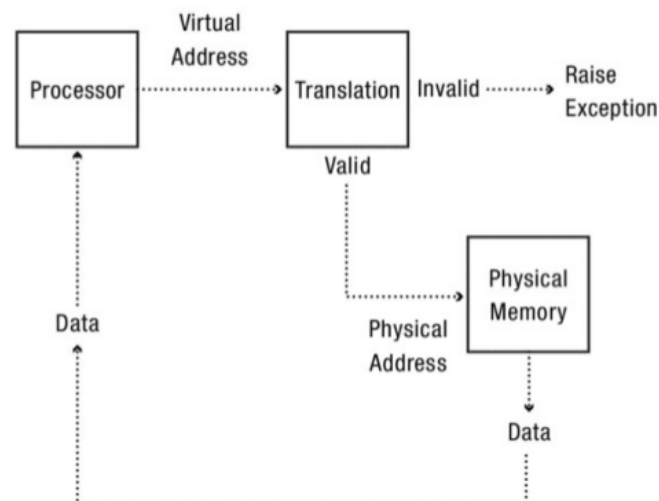 Virtual
Address
Processor
Translation
Invalid
Raise
Exception
Valid
Physical
Memory
Physical
Address
Data
Data